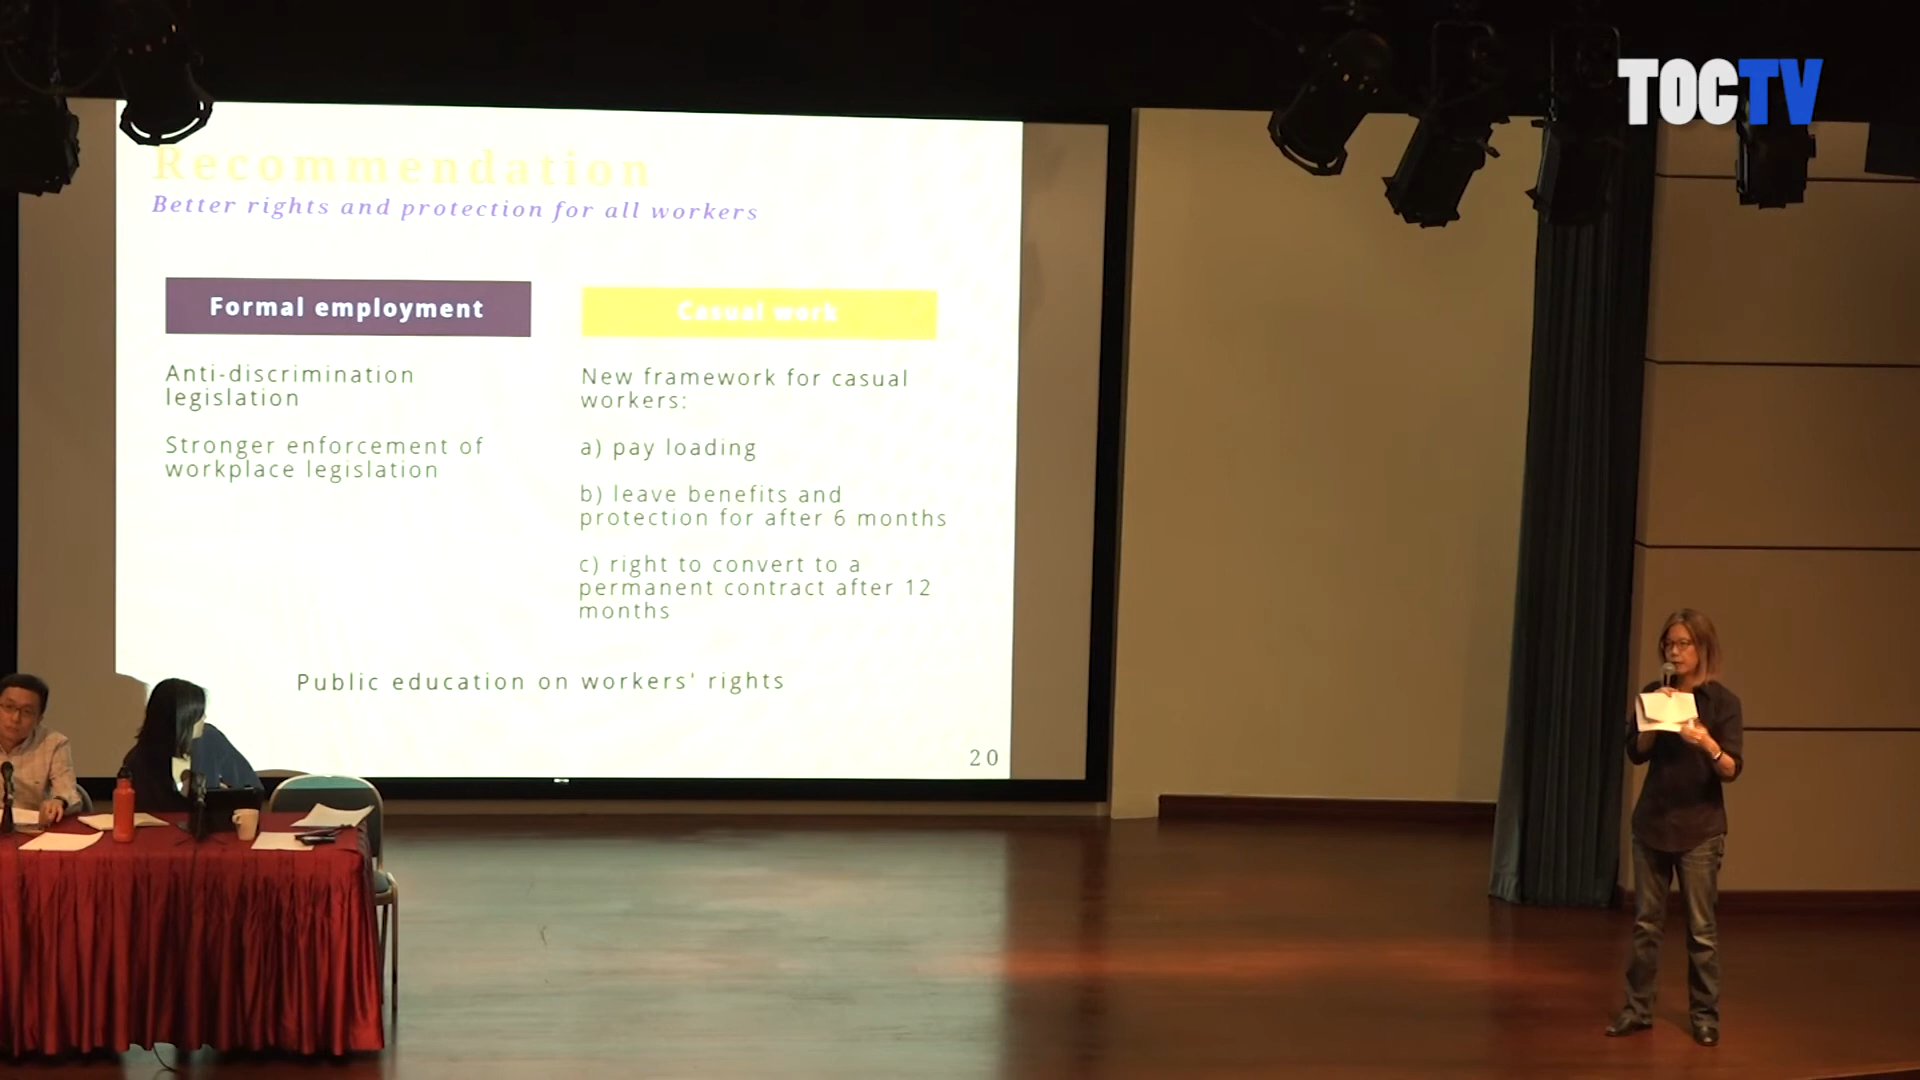 TOCTV
Recommendation
Better rights and protection for all workers
Formal employment
Anti-discrimination
legislation
Stronger enforcement of
workplace legislation
Casual work
New framework for casual
workers:
a) pay loading
b) leave benefits and
protection for after 6 months
c) right to convert to a
permanent contract after 12
months
Public education on workers' rights
20